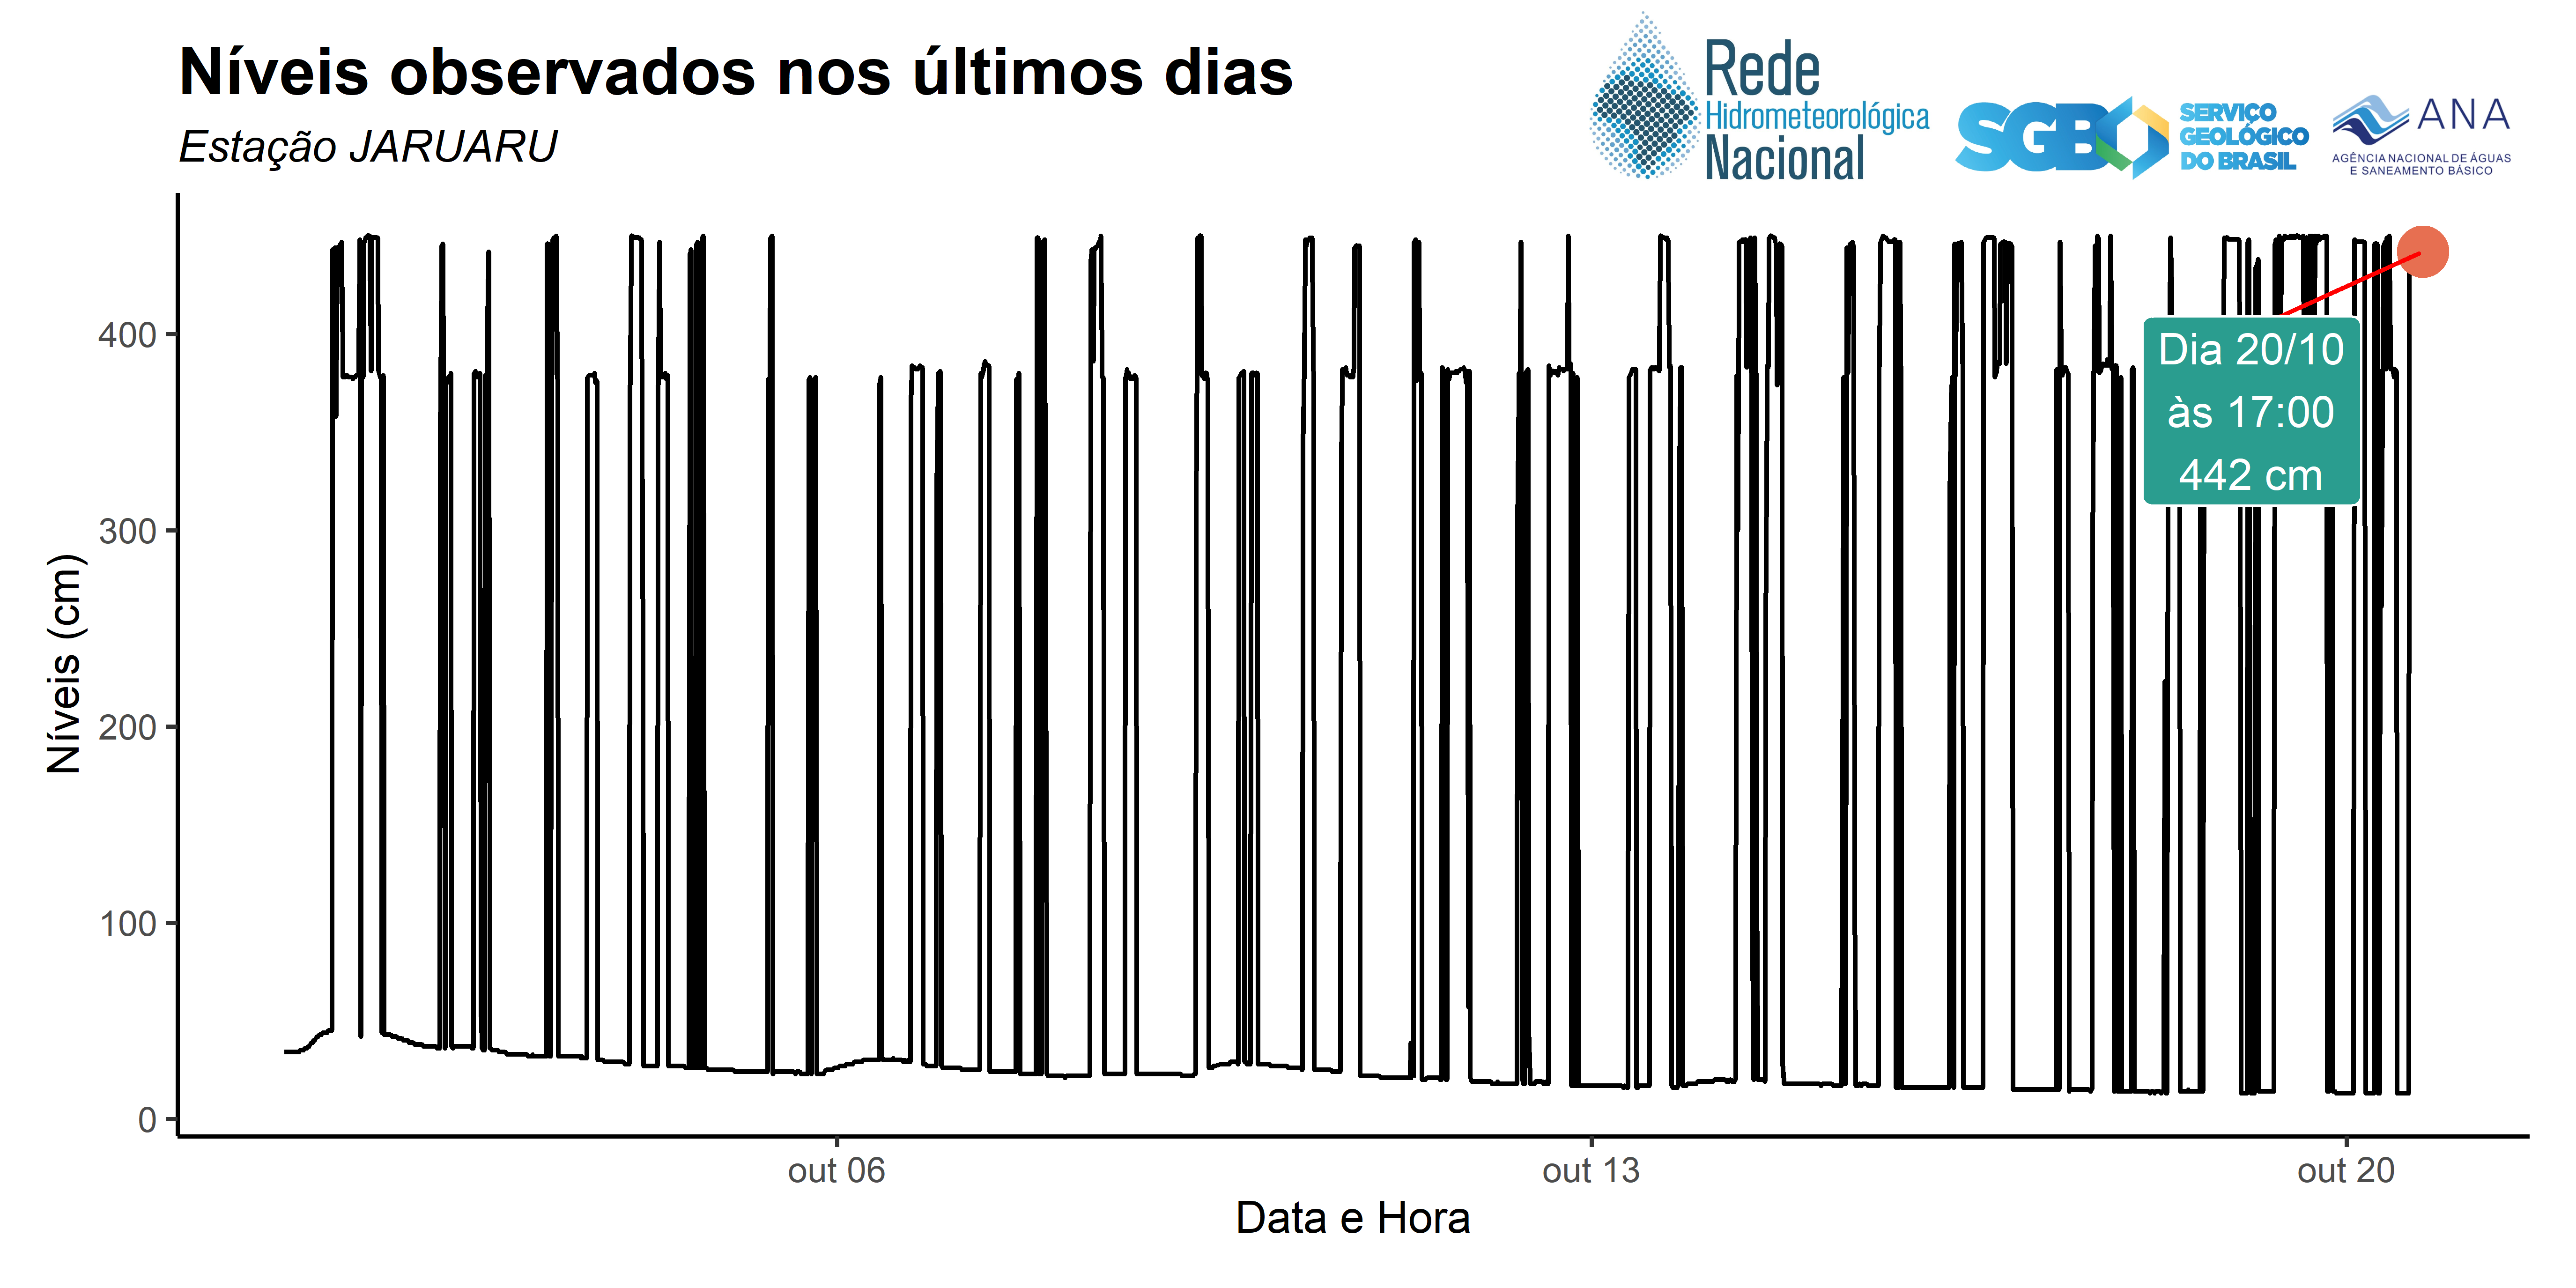 Níveis observados nos últimos dias
Estação JARUARU
Rede
Hidrometeorológica
Nacional
SGB
SERVIÇO
GEOLÓGICO
DO BRASIL
ANA
AGÊNCIA NACIONAL DE ÁGUAS
E SANEAMENTO BÁSICO
Níveis (cm)
400
300
200
100
0
Dia 20/10
às 17:00
442 cm
out 06
out 13
out 20
Data e Hora